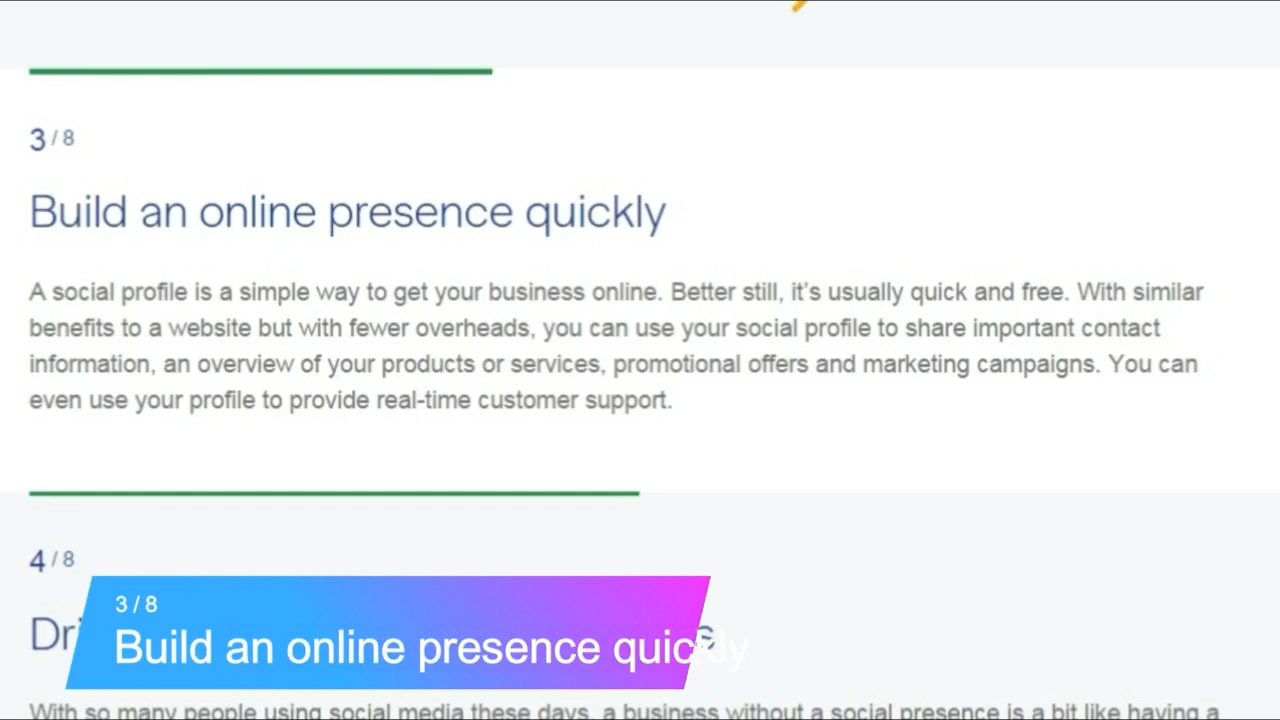 3 / 8
Build an online presence quickly
A social profile is a simple way to get your business online. Better still, it's usually quick and free. With similar
benefits to a website but with fewer overheads, you can use your social profile to share important contact
information, an overview of your products or services, promotional offers and marketing campaigns. You can
even use your profile to provide real-time customer support.
4 / 8
3 / 8
Build an online presence quickly
With so many people using social media these days, a business without a social presence is a bit like having a